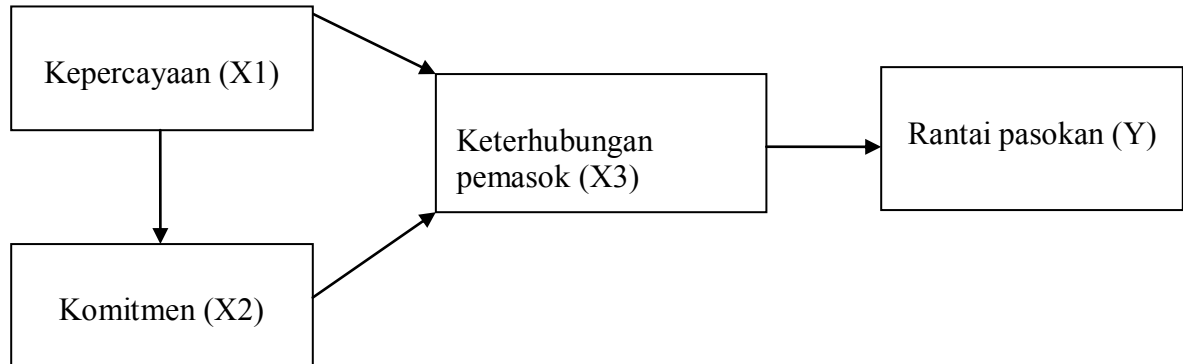 Kepercayaan (X1)
Keterhubungan
pemasok (X3)
Rantai pasokan (Y)
Komitmen (X2)